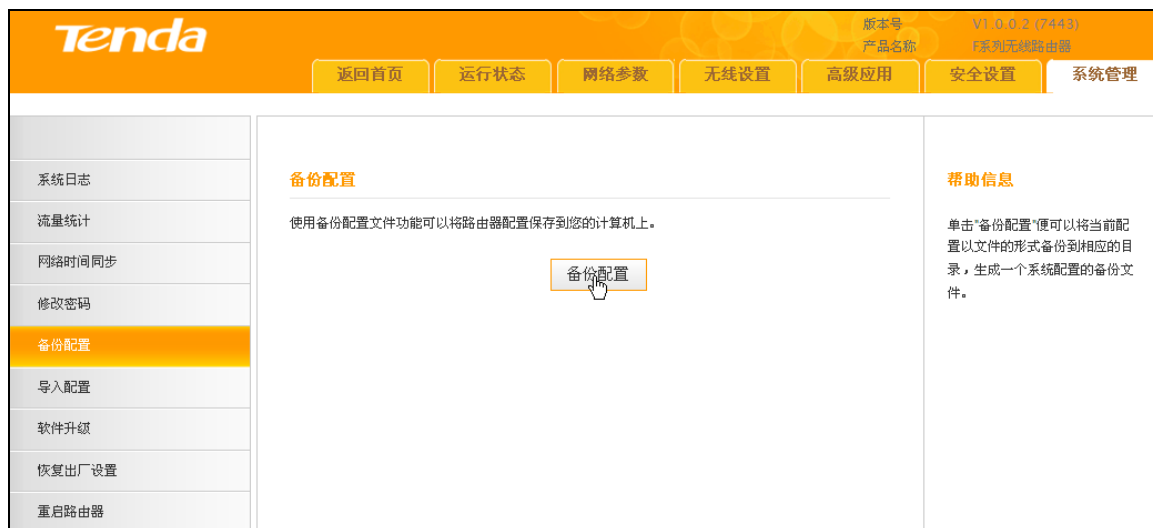 Tenda
版本号 V1.0.0.2 (7443)
产品名称 F系列无线路由器
返回首页 运行状态 网络参数 无线设置 高级应用 安全设置 系统管理
系统日志
流量统计
网络时间同步
修改密码
备份配置
导入配置
软件升级
恢复出厂设置
重启路由器
备份配置
使用备份配置文件功能可以将路由器配置保存到您的计算机上。
备份配置
帮助信息
单击"备份配置"便可以将当前配
置以文件的形式备份到相应的目
录，生成一个系统配置的备份文
件。